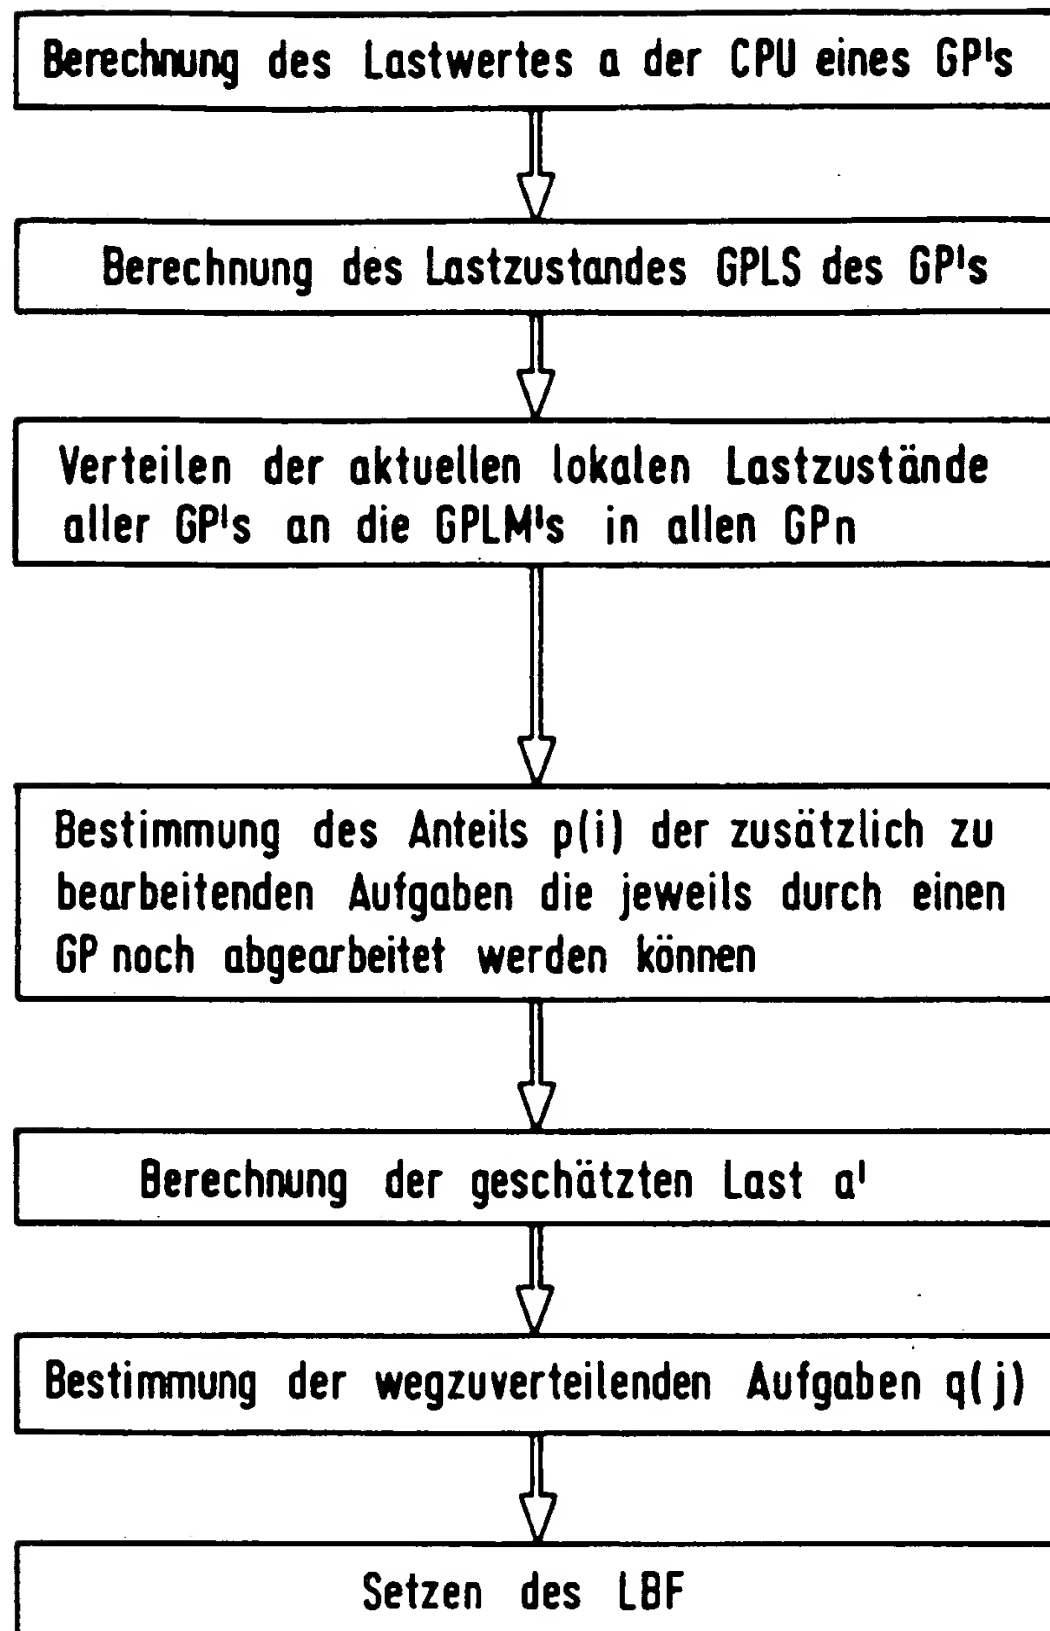 Berechnung des Lastwertes a der CPU eines GP's
Berechnung des Lastzustandes GPLS des GP's
Verteilen der aktuellen lokalen Lastzustände
aller GP's an die GPLM's in allen GPn
Bestimmung des Anteils p(i) der zusätzlich zu
bearbeitenden Aufgaben die jeweils durch einen
GP noch abgearbeitet werden können
Berechnung der geschätzten Last a'
Bestimmung der wegzuverteilenden Aufgaben q(j)
Setzen des LBF